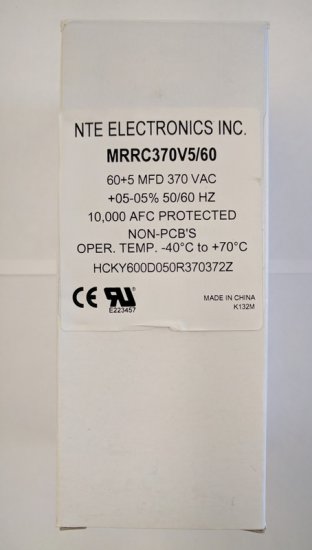 NTE ELECTRONICS INC.
MRRC370V5/60
60+5 MFD 370 VAC
+05-05% 50/60 HZ
10,000 AFC PROTECTED
NON-PCB'S
OPER. TEMP. -40°C to +70°C
HCKY600D050R370372Z
CE RU
E223457
MADE IN CHINA
K132M